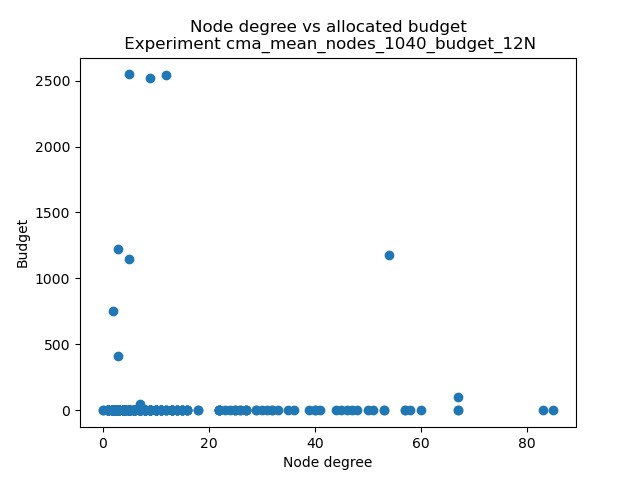 Node degree vs allocated budget
Experiment cma_mean_nodes_1040_budget_12N
2500
2000
1500
1000
500
0
Budget
0 20 40 60 80
Node degree